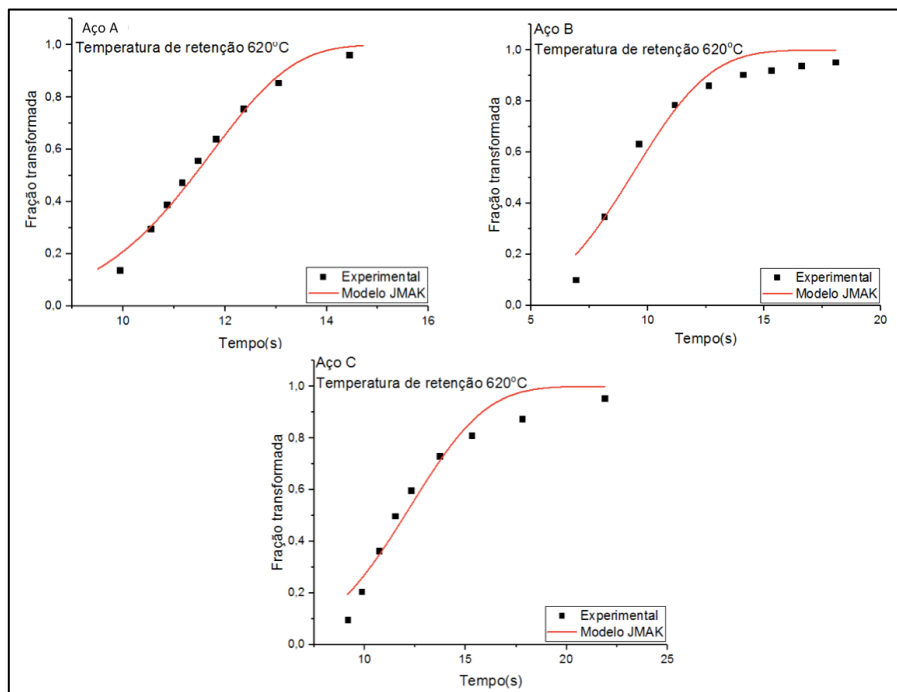 Aço A
Temperatura de retenção 620°C
1,0
0,8
0,6
0,4
0,2
0,0
Fração transformada
Experimental
Modelo JMAK
10
12
14
16
Tempo(s)
Aço B
Temperatura de retenção 620°C
1,0
0,8
0,6
0,4
0,2
0,0
Fração transformada
Experimental
Modelo JMAK
5
10
15
20
Tempo(s)
Aço C
Temperatura de retenção 620°C
1,0
0,8
0,6
0,4
0,2
0,0
Fração transformada
Experimental
Modelo JMAK
10
15
20
25
Tempo(s)